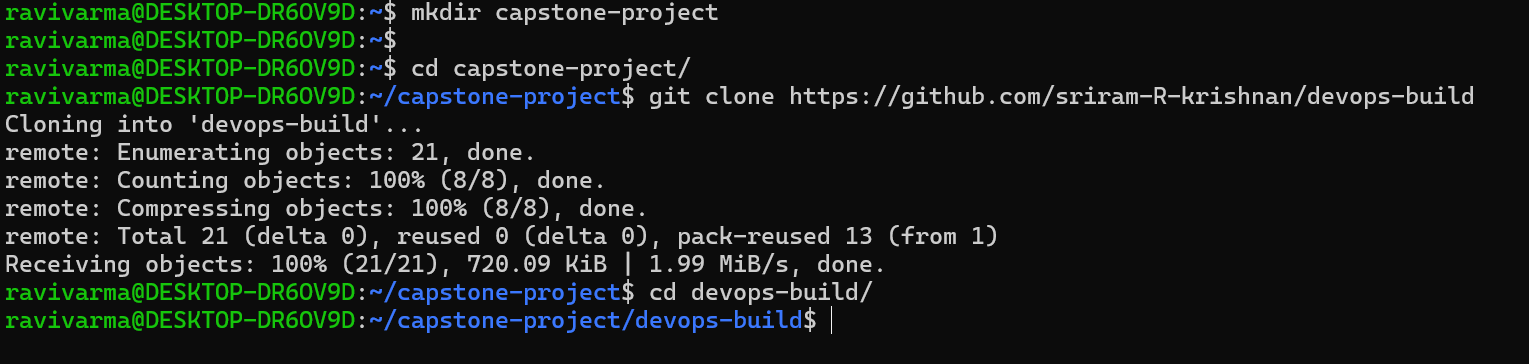 ravivarma@DESKTOP-DR6OV9D:~$ mkdir capstone-project
ravivarma@DESKTOP-DR6OV9D:~$
ravivarma@DESKTOP-DR6OV9D:~$ cd capstone-project/
ravivarma@DESKTOP-DR6OV9D:~/capstone-project$ git clone https://github.com/sriram-R-krishnan/devops-build
Cloning into 'devops-build'...
remote: Enumerating objects: 21, done.
remote: Counting objects: 100% (8/8), done.
remote: Compressing objects: 100% (8/8), done.
remote: Total 21 (delta 0), reused 0 (delta 0), pack-reused 13 (from 1)
Receiving objects: 100% (21/21), 720.09 KiB | 1.99 MiB/s, done.
ravivarma@DESKTOP-DR6OV9D:~/capstone-project$ cd devops-build/
ravivarma@DESKTOP-DR6OV9D:~/capstone-project/devops-build$